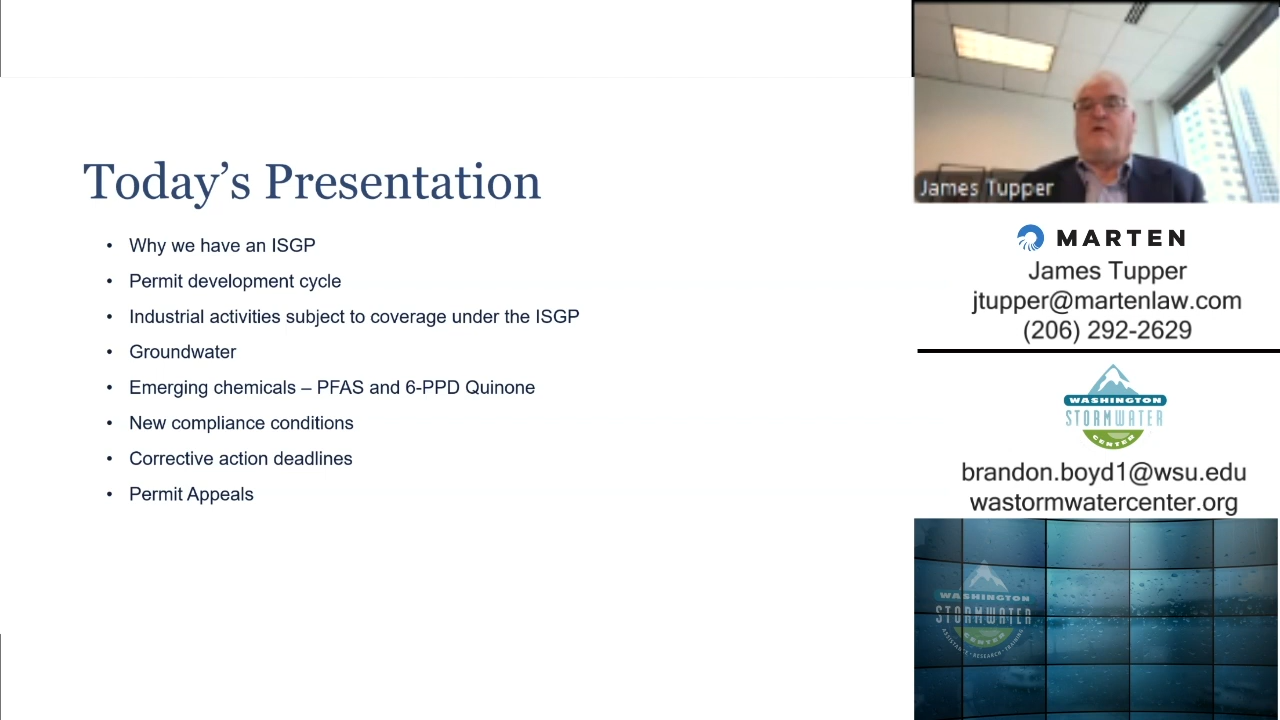 Today's Presentation
• Why we have an ISGP
• Permit development cycle
• Industrial activities subject to coverage under the ISGP
• Groundwater
• Emerging chemicals – PFAS and 6-PPD Quinone
• New compliance conditions
• Corrective action deadlines
• Permit Appeals
James Tupper
MARTEN
James Tupper
jtupper@martenlaw.com
(206) 292-2629
WASHINGTON
STORMWATER
CENTER
brandon.boyd1@wsu.edu
wastormwatercenter.org
WASHINGTON
STORMWATER
CENTER
ASSISTANCE • RESEARCH • TRAINING